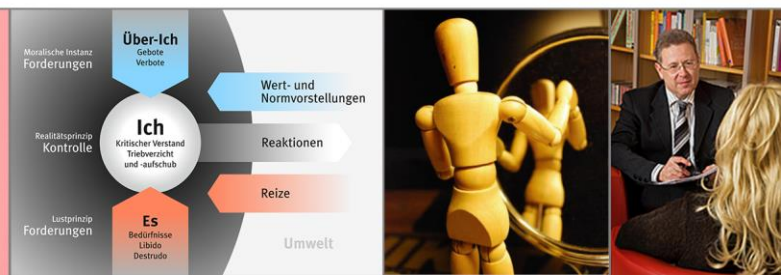 Moralische Instanz
Forderungen
Über-Ich
Gebote
Verbote
Wert- und
Normvorstellungen
Realitätsprinzip
Kontrolle
Ich
Kritischer Verstand
Triebverzicht
und -aufschub
Reaktionen
Reize
Lustprinzip
Forderungen
Es
Bedürfnisse
Libido
Destrudo
Umwelt